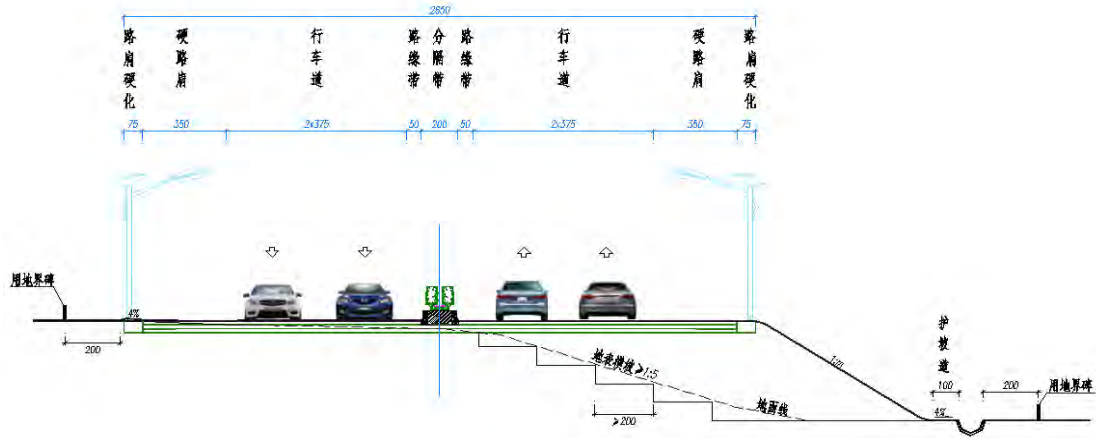 2650
路肩硬化
硬路肩
行车道
路缘带
分隔带
路缘带
行车道
硬路肩
路肩硬化
75 350 2x375 50 200 50 2x375 350 75
用地界碑
4%
200
地表横坡≥1:5
≥200
地面线
1:n
护坡道
100
200
4%
用地界碑